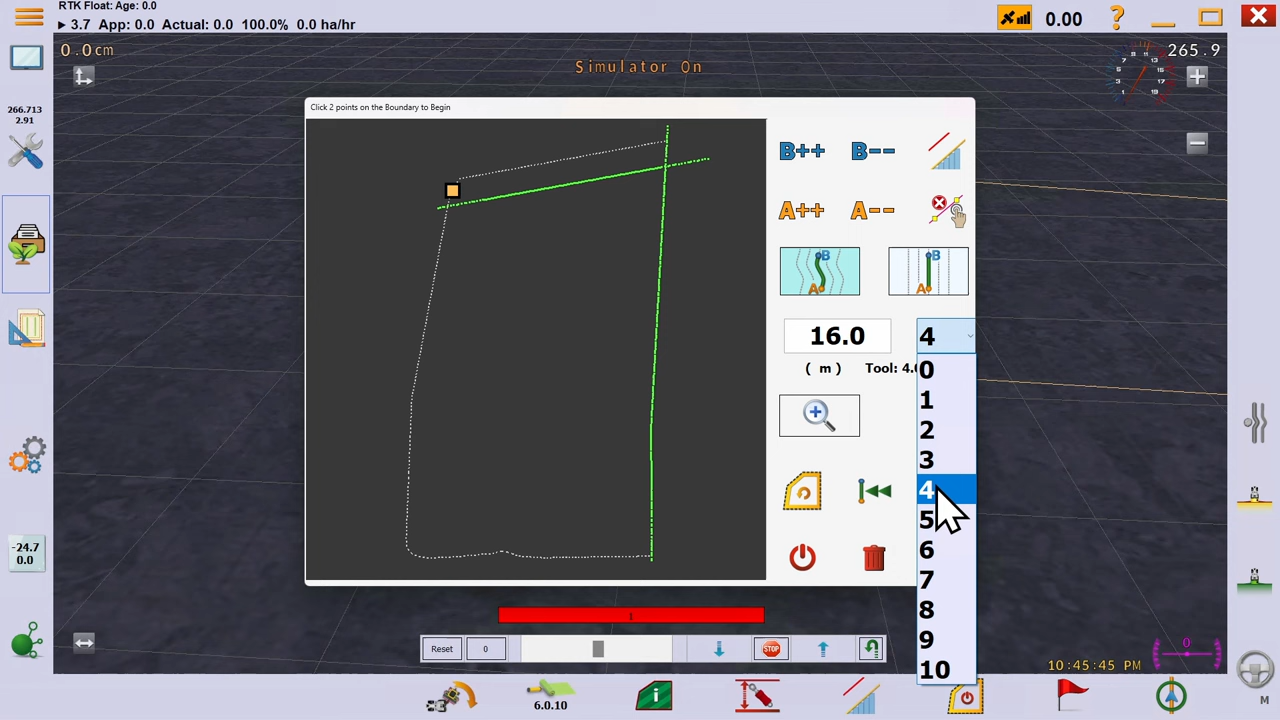 RTK Float: Age: 0.0
▸ 3.7 App: 0.0 Actual: 0.0 100.0% 0.0 ha/hr
0.00
?
0.0cm
Simulator On
265.9
Click 2 points on the Boundary to Begin
266.713
2.91
B++ B--
A++ A--
B
A
B
A
16.0
4
( m ) Tool: 4.
0
1
2
3
4
5
6
7
8
9
10
-24.7
0.0
Reset
0
STOP
0
10:45:45 PM
6.0.10
M